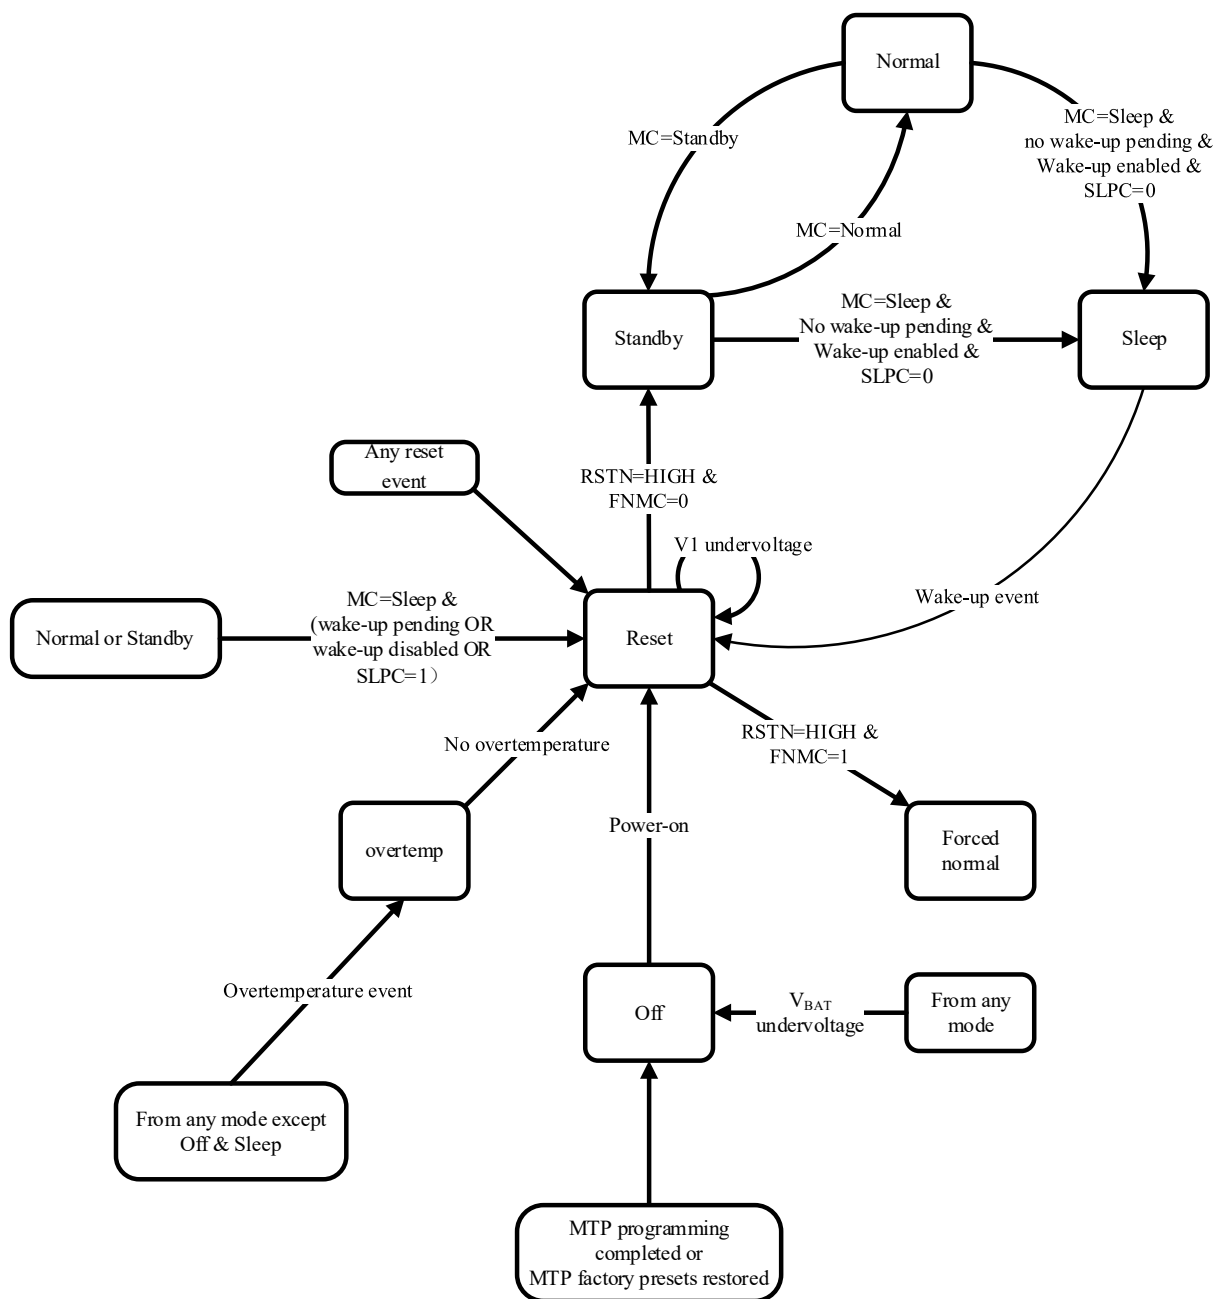 Normal
MC=Sleep &
no wake-up pending &
Wake-up enabled &
SLPC=0
MC=Standby
MC=Normal
Standby
MC=Sleep &
No wake-up pending &
Wake-up enabled &
SLPC=0
Sleep
Any reset
event
RSTN=HIGH &
FNMC=0
V1 undervoltage
Wake-up event
Normal or Standby
MC=Sleep &
(wake-up pending OR
wake-up disabled OR
SLPC=1）
Reset
No overtemperature
RSTN=HIGH &
FNMC=1
Power-on
overtemp
Forced
normal
Overtemperature event
Off
VBAT
undervoltage
From any
mode
From any mode except
Off & Sleep
MTP programming
completed or
MTP factory presets restored